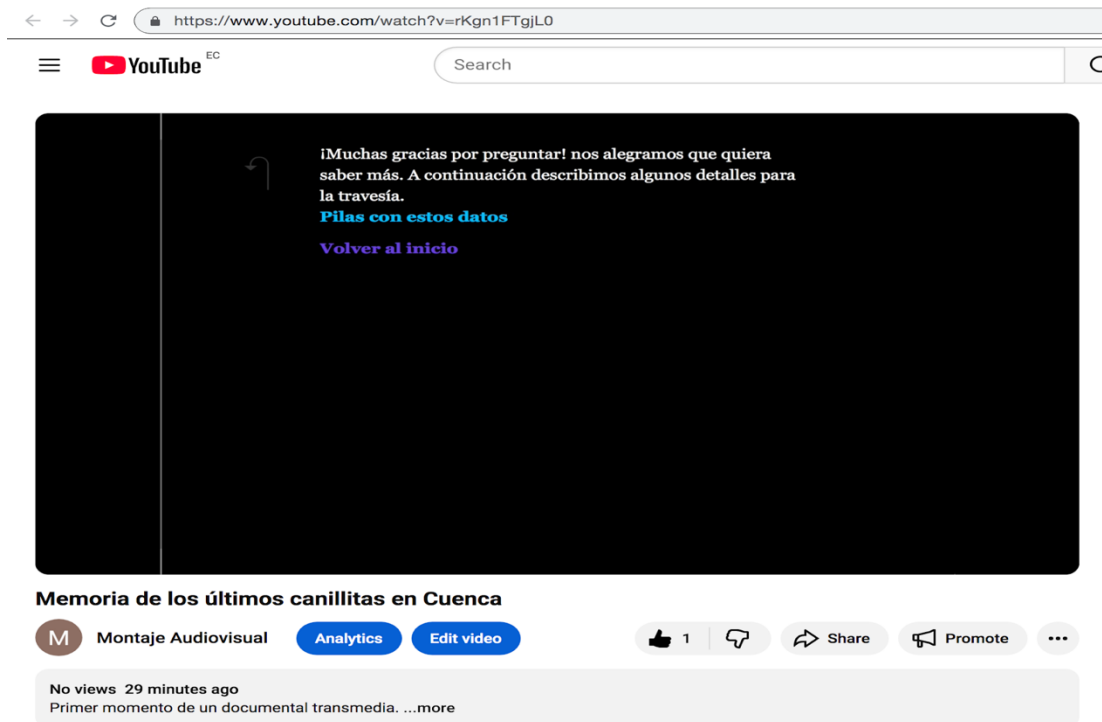 https://www.youtube.com/watch?v=rKgn1FTgjL0
YouTube EC
Search
¡Muchas gracias por preguntar! nos alegramos que quiera
saber más. A continuación describimos algunos detalles para
la travesía.
Pilas con estos datos
Volver al inicio
Memoria de los últimos canillitas en Cuenca
M Montaje Audiovisual Analytics Edit video 1 Share Promote
No views 29 minutes ago
Primer momento de un documental transmedia. ...more